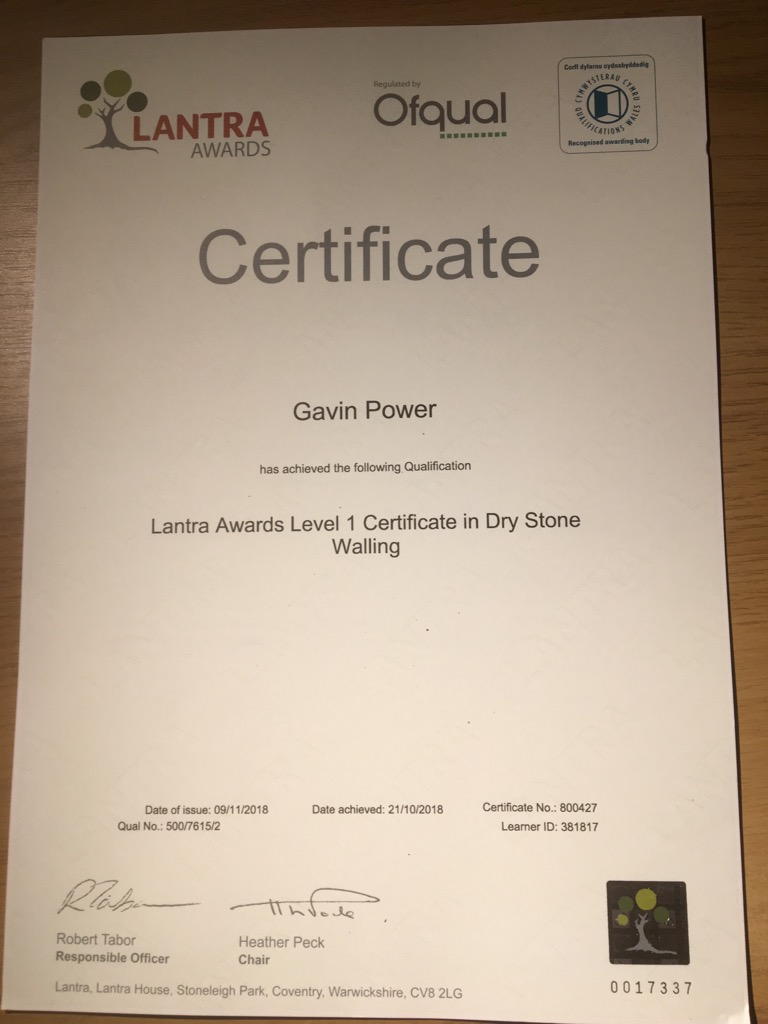 LANTRA
AWARDS
Regulated by
Ofqual
Corff dyfarnu cydnabyddedig
CYMWYSTERAU CYMRU
QUALIFICATIONS WALES
Recognised awarding body
Certificate
Gavin Power
has achieved the following Qualification
Lantra Awards Level 1 Certificate in Dry Stone
Walling
Date of issue: 09/11/2018 Date achieved: 21/10/2018 Certificate No.: 800427
Qual No.: 500/7615/2 Learner ID: 381817
Robert Tabor Heather Peck
Responsible Officer Chair
Lantra, Lantra House, Stoneleigh Park, Coventry, Warwickshire, CV8 2LG
0017337